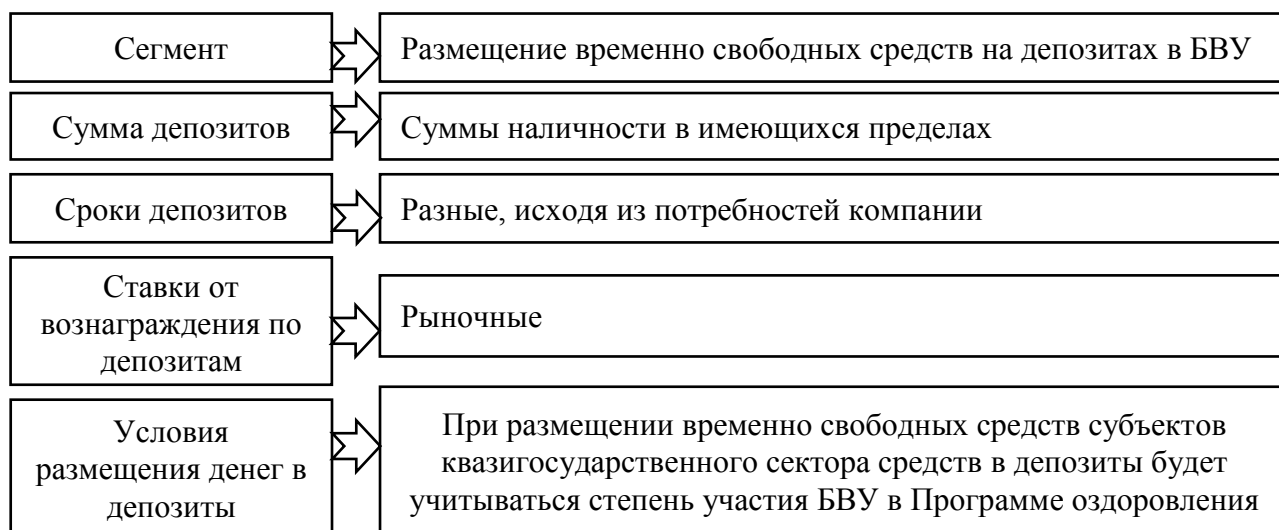 Сегмент
Размещение временно свободных средств на депозитах в БВУ
Сумма депозитов
Суммы наличности в имеющихся пределах
Сроки депозитов
Разные, исходя из потребностей компании
Ставки от
вознаграждения по
депозитам
Рыночные
Условия
размещения денег в
депозиты
При размещении временно свободных средств субъектов
квазигосударственного сектора средств в депозиты будет
учитываться степень участия БВУ в Программе оздоровления